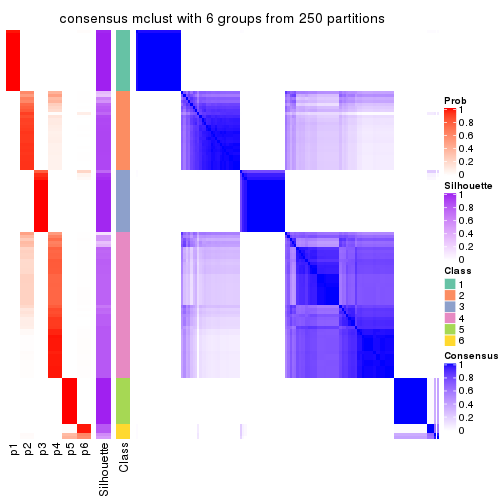 consensus mclust with 6 groups from 250 partitions
Prob
1
0.8
0.6
0.4
0.2
0
Silhouette
1
0.8
0.6
0.4
0.2
0
Class
1
2
3
4
5
6
Consensus
1
0.8
0.6
0.4
0.2
0
p1
p2
p3
p4
p5
p6
Silhouette
Class